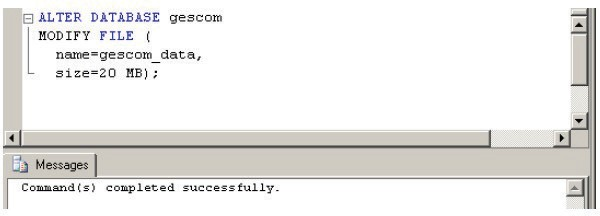 ALTER DATABASE gescom
MODIFY FILE (
name=gescom_data,
size=20 MB);
Messages
Command(s) completed successfully.